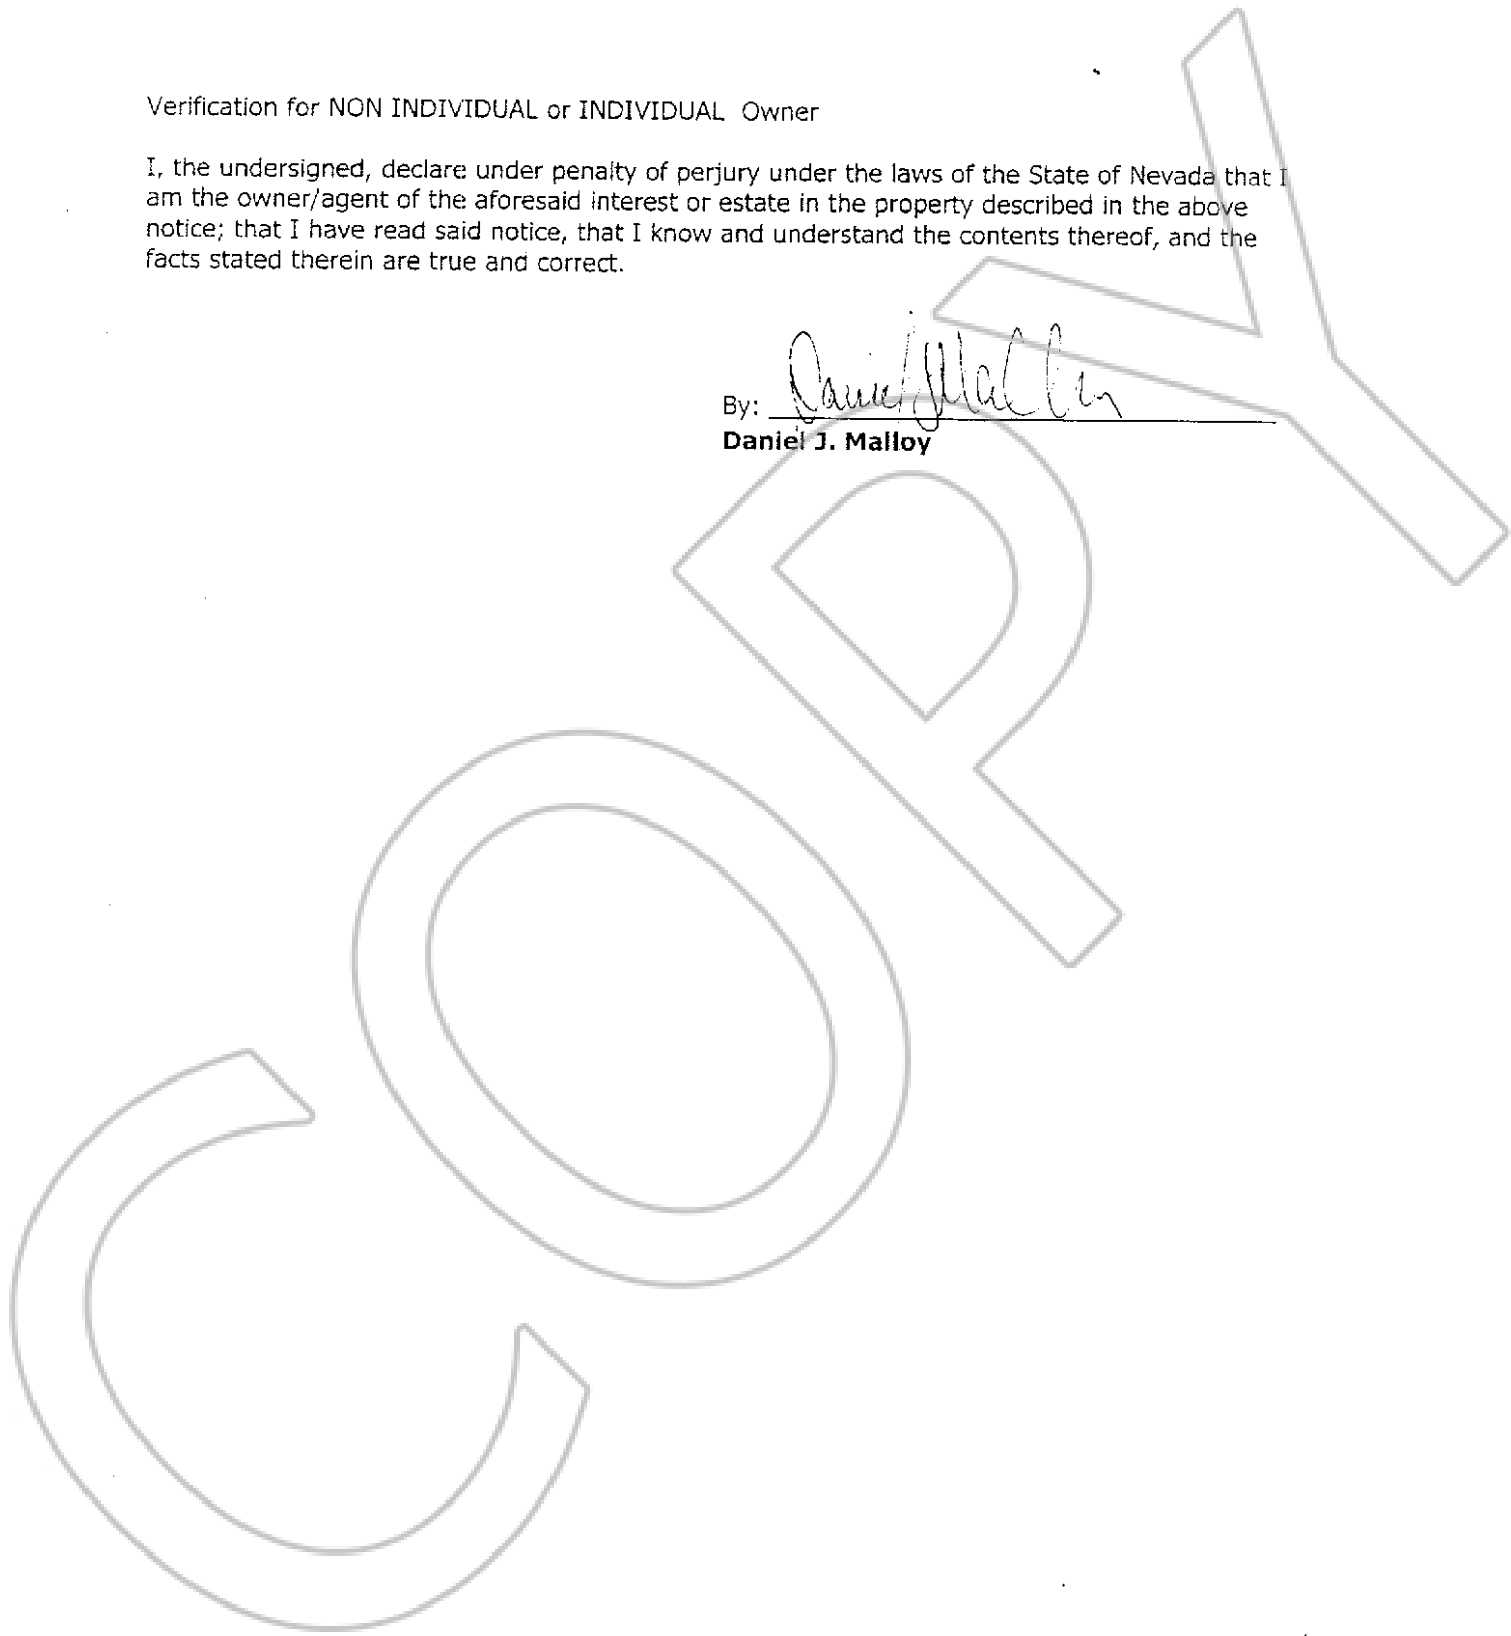 Verification for NON INDIVIDUAL or INDIVIDUAL Owner
I, the undersigned, declare under penalty of perjury under the laws of the State of Nevada that I
am the owner/agent of the aforesaid interest or estate in the property described in the above
notice; that I have read said notice, that I know and understand the contents thereof, and the
facts stated therein are true and correct.
By: Daniel J Malloy
Daniel J. Malloy
COPY